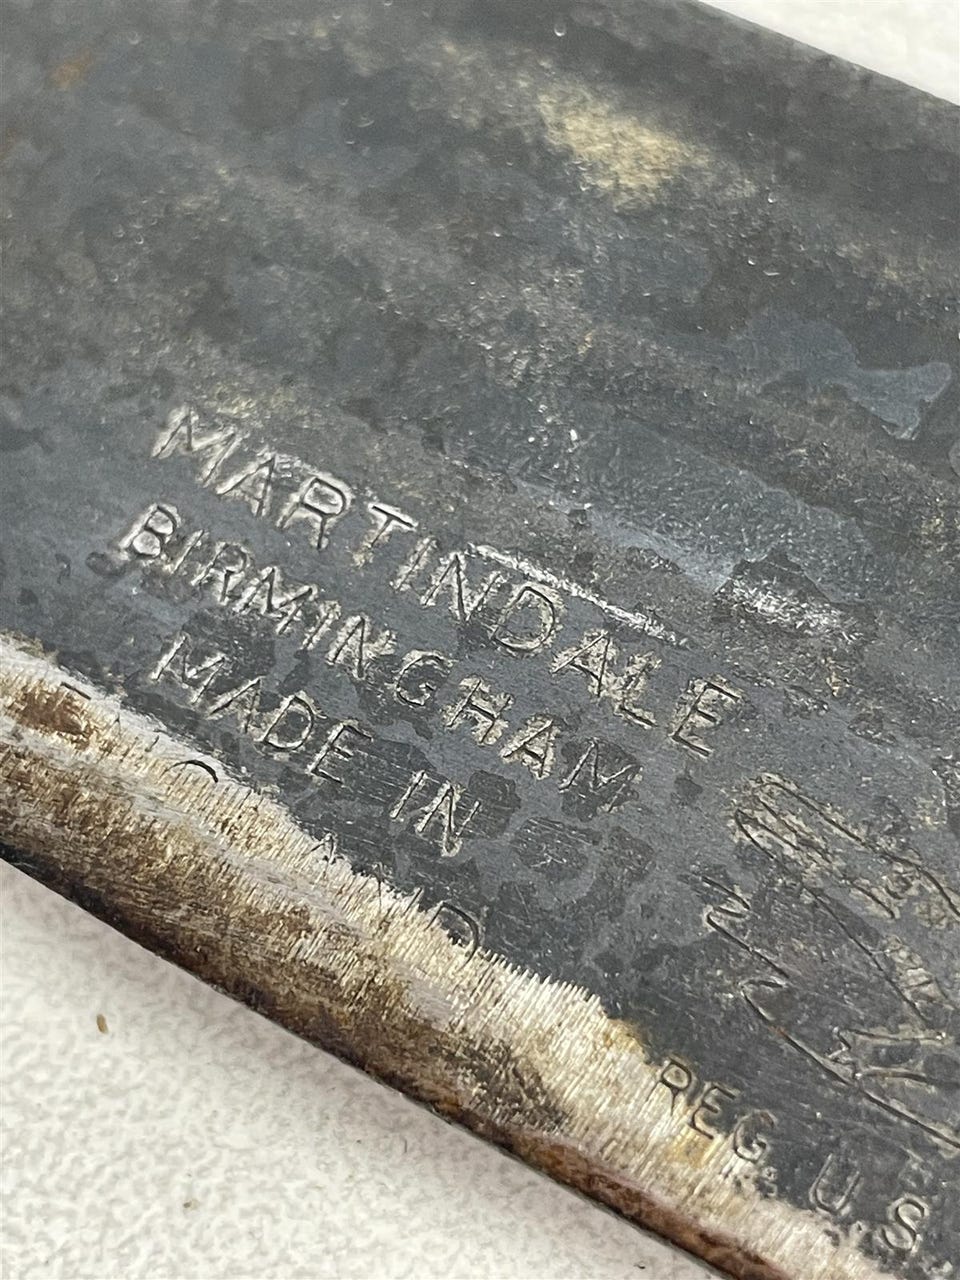 MARTINDALE
BIRMINGHAM
MADE IN
REG. U.S